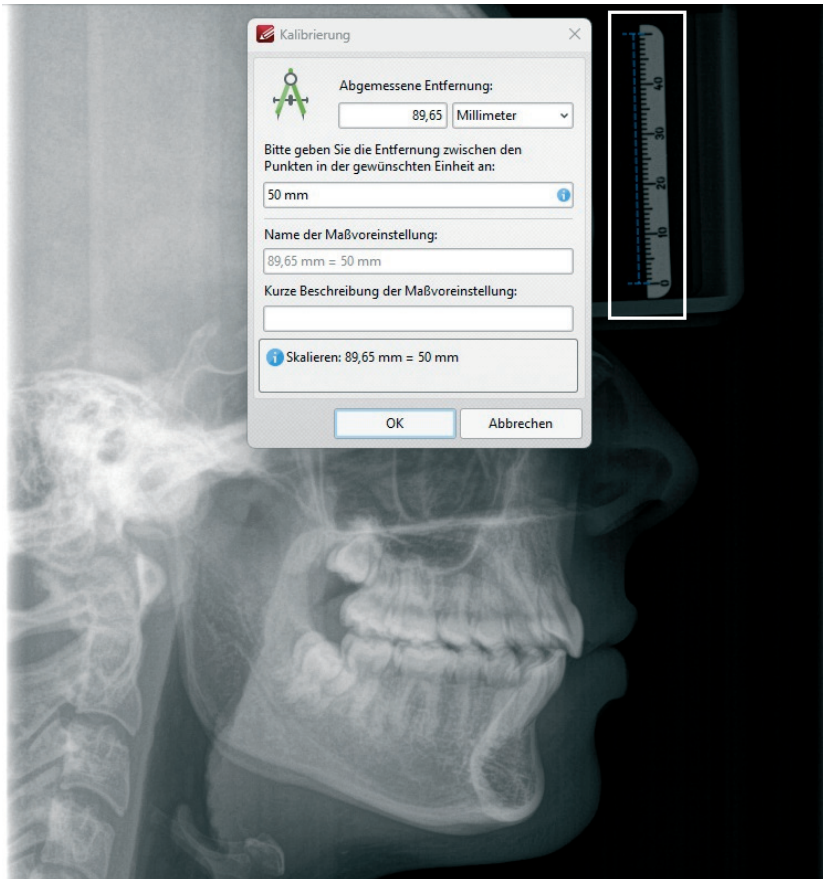 Kalibrierung
Abgemessene Entfernung:
89,65 Millimeter
Bitte geben Sie die Entfernung zwischen den
Punkten in der gewünschten Einheit an:
50 mm
Name der Maßvoreinstellung:
89,65 mm = 50 mm
Kurze Beschreibung der Maßvoreinstellung:
Skalieren: 89,65 mm = 50 mm
OK Abbrechen
40
30
20
10
0